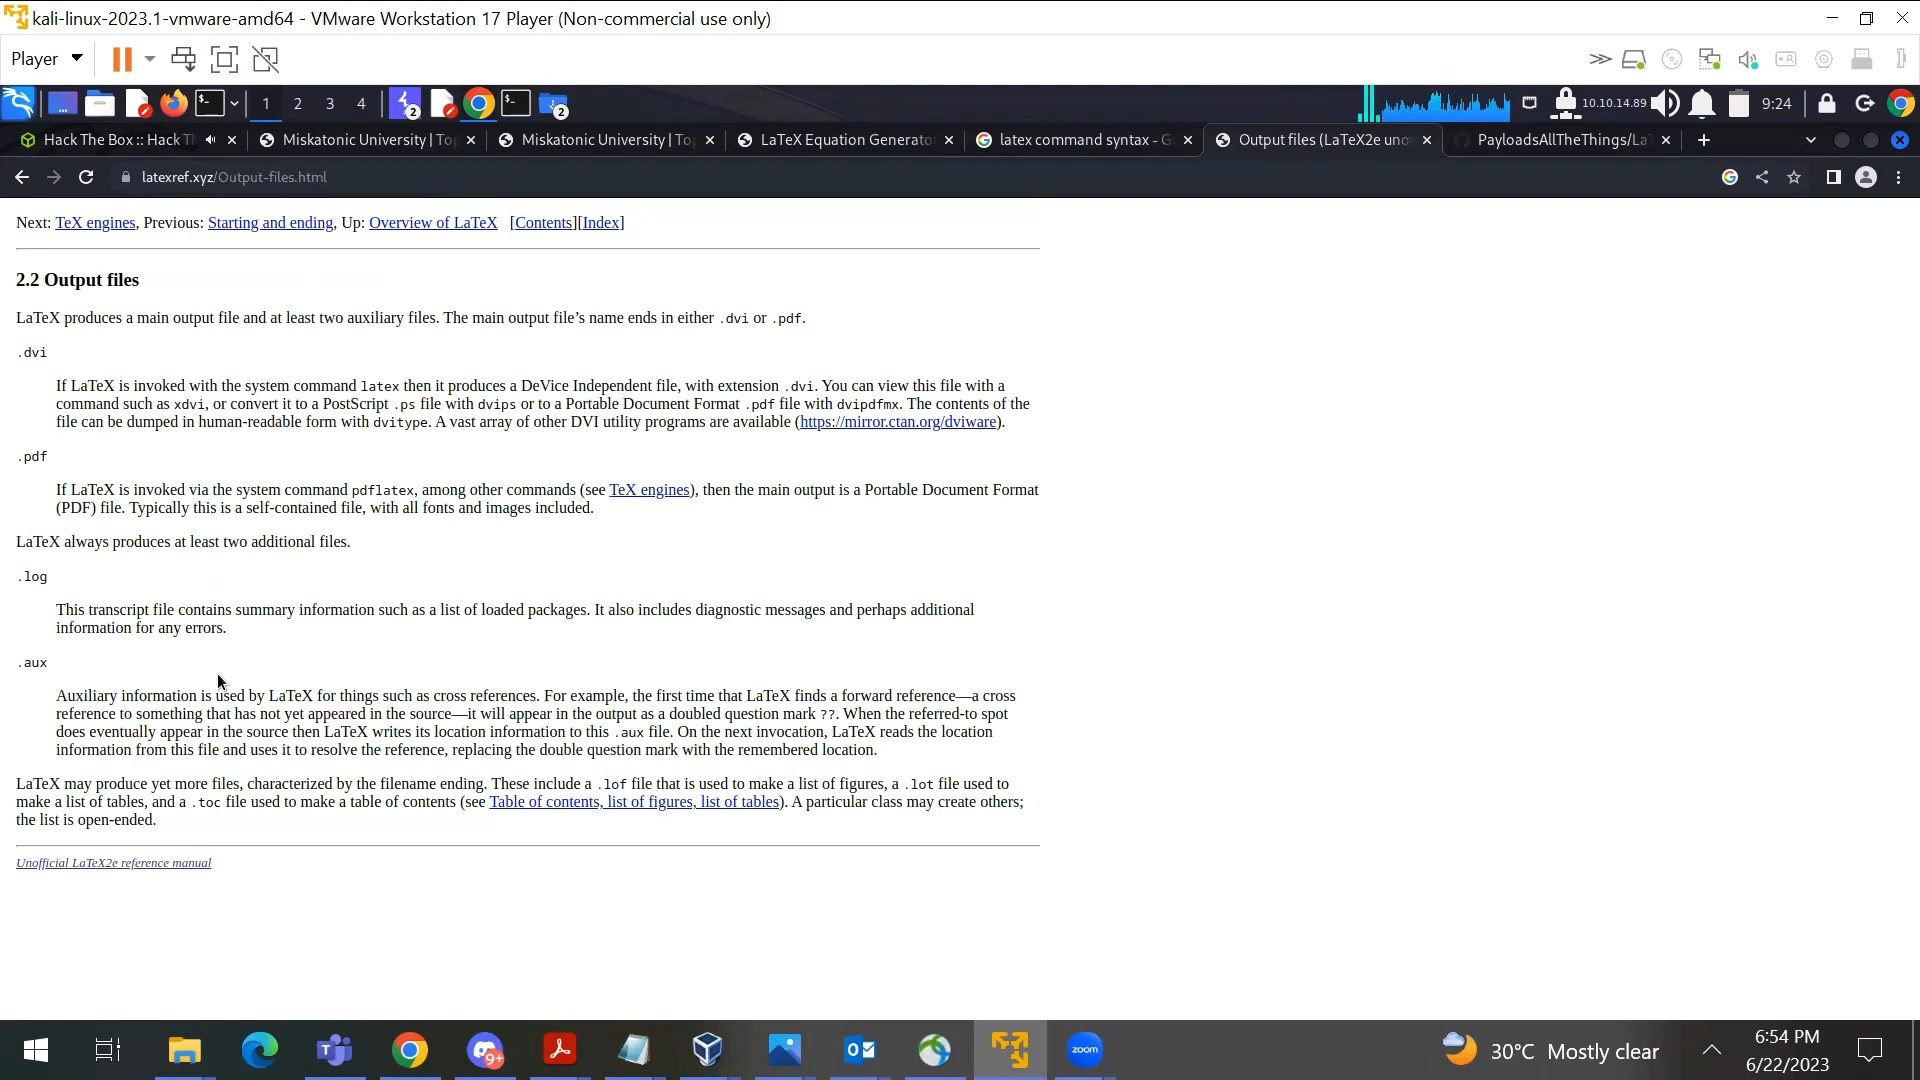 kali-linux-2023.1-vmware-amd64 - VMware Workstation 17 Player (Non-commercial use only)
Player
1 2 3 4 2 2 10.10.14.89 9:24
Hack The Box :: Hack T Miskatonic University | To Miskatonic University | To LaTeX Equation Generato latex command syntax - G Output files (LaTeX2e uno PayloadsAllTheThings/La
latexref.xyz/Output-files.html
Next: TeX engines, Previous: Starting and ending, Up: Overview of LaTeX [Contents][Index]
2.2 Output files
LaTeX produces a main output file and at least two auxiliary files. The main output file’s name ends in either .dvi or .pdf.
.dvi
If LaTeX is invoked with the system command latex then it produces a DeVice Independent file, with extension .dvi. You can view this file with a
command such as xdvi, or convert it to a PostScript .ps file with dvips or to a Portable Document Format .pdf file with dvipdfmx. The contents of the
file can be dumped in human-readable form with dvitype. A vast array of other DVI utility programs are available (https://mirror.ctan.org/dviware).
.pdf
If LaTeX is invoked via the system command pdflatex, among other commands (see TeX engines), then the main output is a Portable Document Format
(PDF) file. Typically this is a self-contained file, with all fonts and images included.
LaTeX always produces at least two additional files.
.log
This transcript file contains summary information such as a list of loaded packages. It also includes diagnostic messages and perhaps additional
information for any errors.
.aux
Auxiliary information is used by LaTeX for things such as cross references. For example, the first time that LaTeX finds a forward reference—a cross
reference to something that has not yet appeared in the source—it will appear in the output as a doubled question mark ??. When the referred-to spot
does eventually appear in the source then LaTeX writes its location information to this .aux file. On the next invocation, LaTeX reads the location
information from this file and uses it to resolve the reference, replacing the double question mark with the remembered location.
LaTeX may produce yet more files, characterized by the filename ending. These include a .lof file that is used to make a list of figures, a .lot file used to
make a list of tables, and a .toc file used to make a table of contents (see Table of contents, list of figures, list of tables). A particular class may create others;
the list is open-ended.
Unofficial LaTeX2e reference manual
9+ zoom 30°C Mostly clear 6:54 PM
6/22/2023